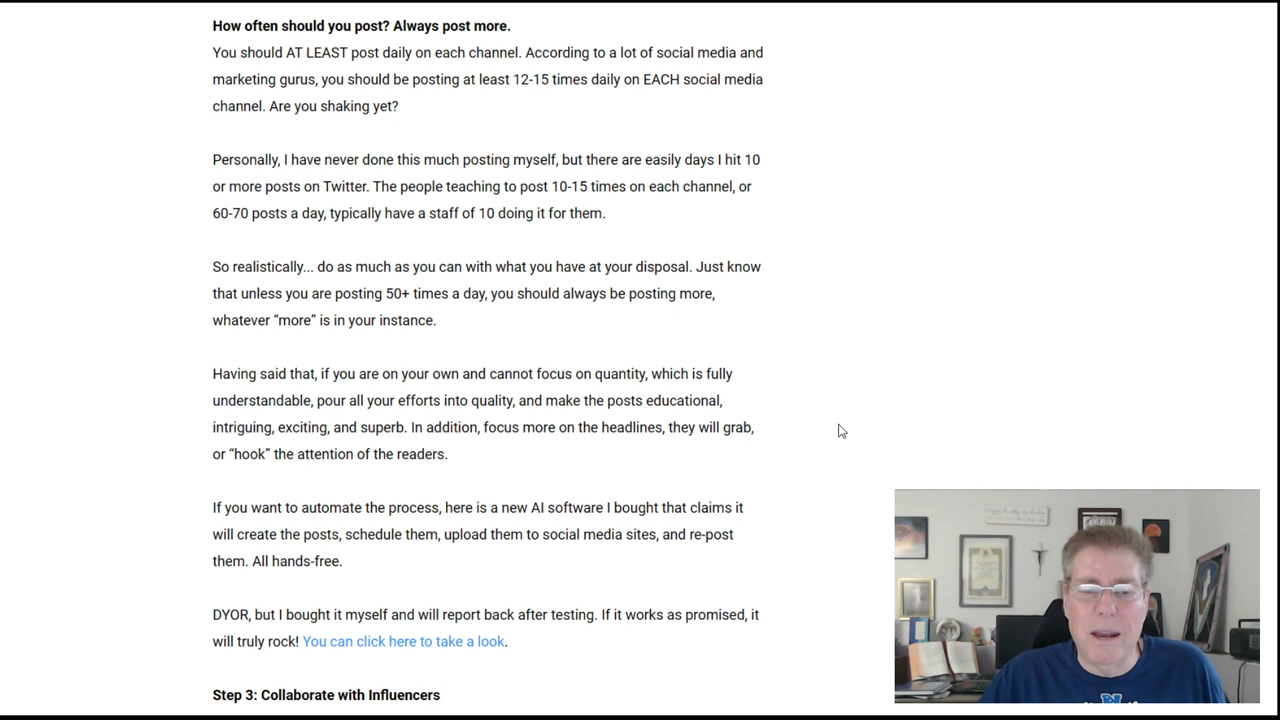 How often should you post? Always post more.
You should AT LEAST post daily on each channel. According to a lot of social media and
marketing gurus, you should be posting at least 12-15 times daily on EACH social media
channel. Are you shaking yet?
Personally, I have never done this much posting myself, but there are easily days I hit 10
or more posts on Twitter. The people teaching to post 10-15 times on each channel, or
60-70 posts a day, typically have a staff of 10 doing it for them.
So realistically... do as much as you can with what you have at your disposal. Just know
that unless you are posting 50+ times a day, you should always be posting more,
whatever “more” is in your instance.
Having said that, if you are on your own and cannot focus on quantity, which is fully
understandable, pour all your efforts into quality, and make the posts educational,
intriguing, exciting, and superb. In addition, focus more on the headlines, they will grab,
or “hook” the attention of the readers.
If you want to automate the process, here is a new AI software I bought that claims it
will create the posts, schedule them, upload them to social media sites, and re-post
them. All hands-free.
DYOR, but I bought it myself and will report back after testing. If it works as promised, it
will truly rock! You can click here to take a look.
Step 3: Collaborate with Influencers